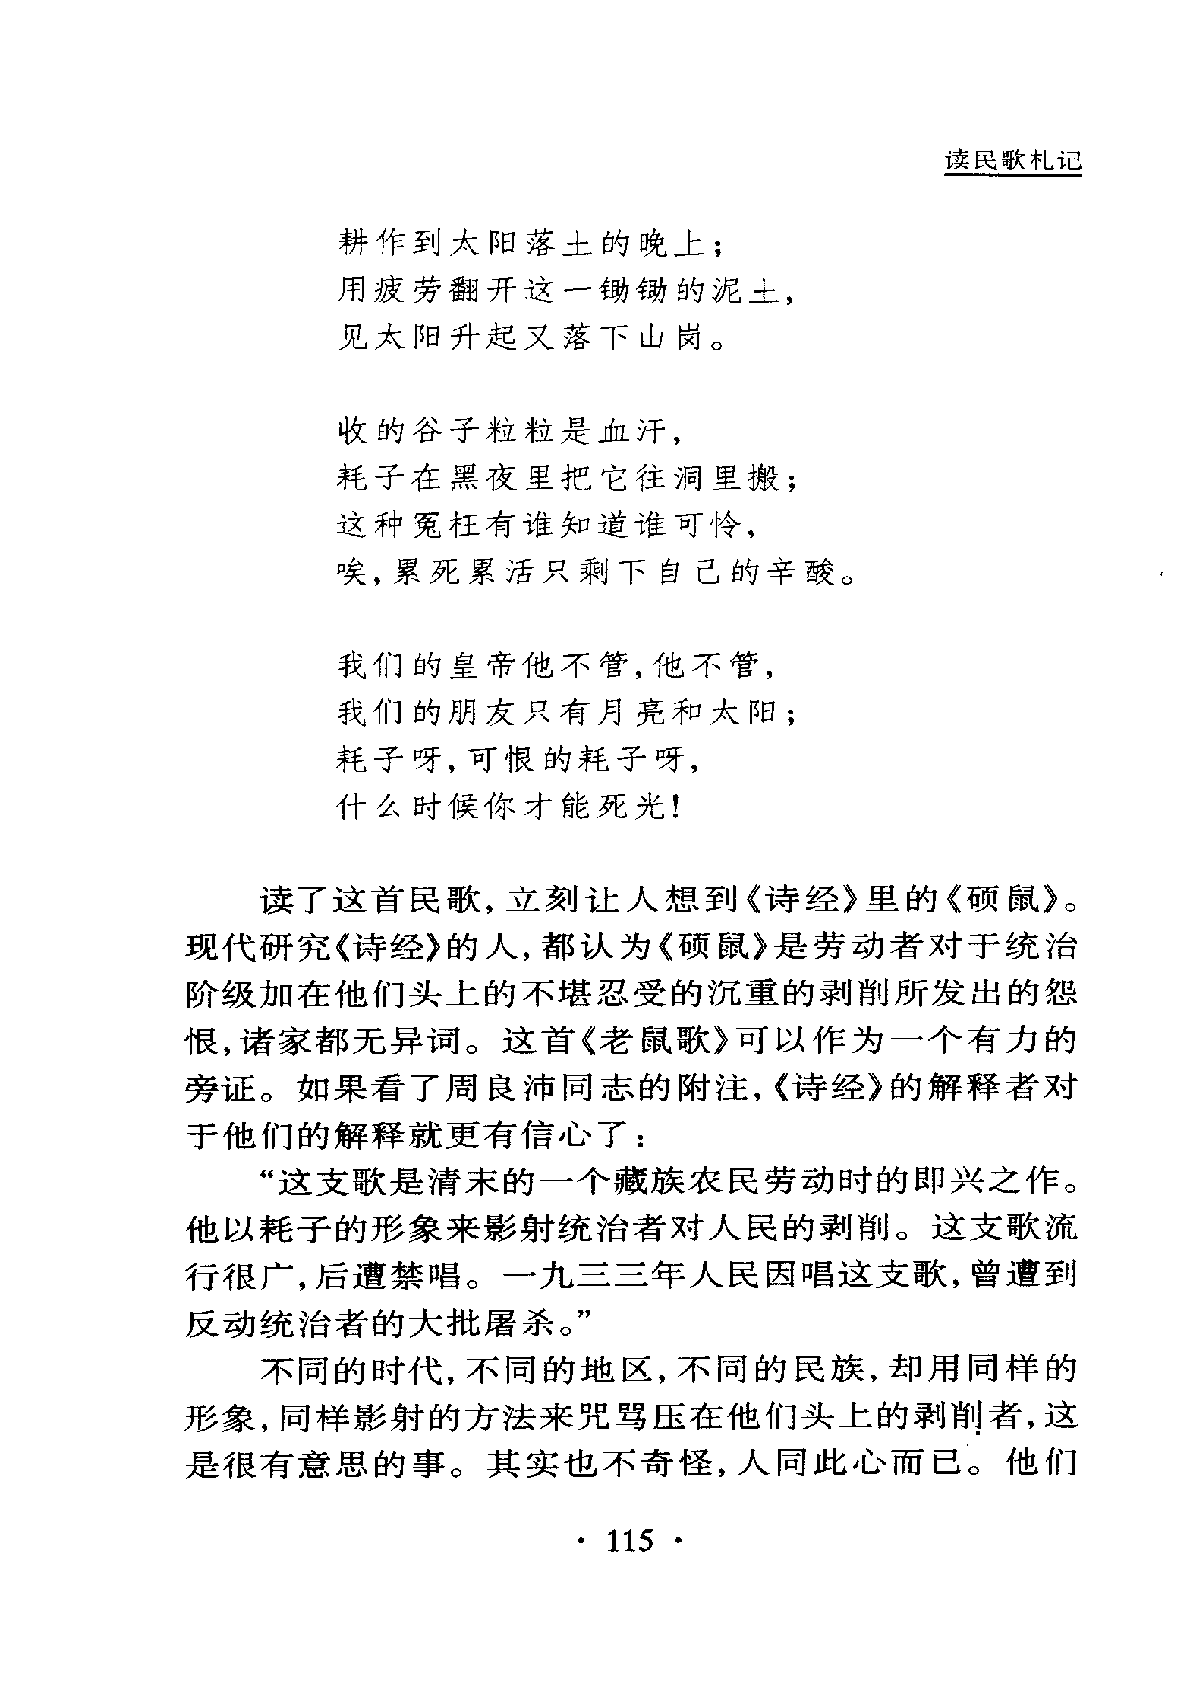 读民歌札记
耕作到太阳落土的晚上；
用疲劳翻开这一锄锄的泥土，
见太阳升起又落下山岗。
收的谷子粒粒是血汗，
耗子在黑夜里把它往洞里搬；
这种冤枉有谁知道谁可怜，
唉，累死累活只剩下自己的辛酸。
我们的皇帝他不管，他不管，
我们的朋友只有月亮和太阳；
耗子呀，可恨的耗子呀，
什么时候你才能死光！
读了这首民歌，立刻让人想到《诗经》里的《硕鼠》。
现代研究《诗经》的人，都认为《硕鼠》是劳动者对于统治
阶级加在他们头上的不堪忍受的沉重的剥削所发出的怨
恨，诸家都无异词。这首《老鼠歌》可以作为一个有力的
旁证。如果看了周良沛同志的附注，《诗经》的解释者对
于他们的解释就更有信心了：
“这支歌是清末的一个藏族农民劳动时的即兴之作。
他以耗子的形象来影射统治者对人民的剥削。这支歌流
行很广，后遭禁唱。一九三三年人民因唱这支歌，曾遭到
反动统治者的大批屠杀。”
不同的时代，不同的地区，不同的民族，却用同样的
形象，同样影射的方法来咒骂压在他们头上的剥削者，这
是很有意思的事。其实也不奇怪，人同此心而已。他们
· 115 ·